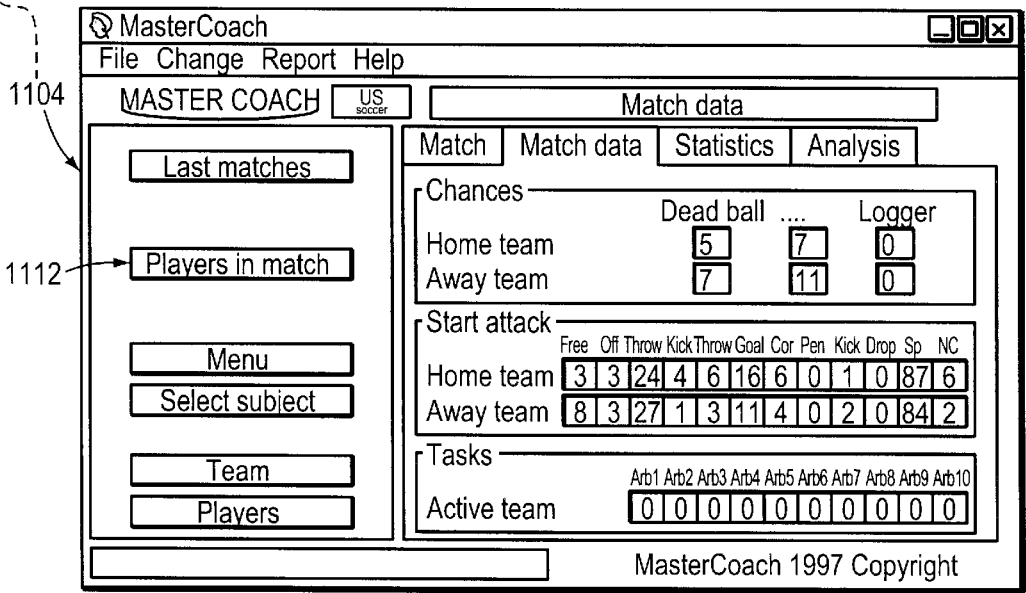 MasterCoach
File Change Report Help
1104
MASTER COACH US soccer Match data
Match Match data Statistics Analysis
Last matches
1112
Players in match
Menu
Select subject
Team
Players
Chances
Dead ball .... Logger
Home team 5 7 0
Away team 7 11 0
Start attack
Free Off Throw Kick Throw Goal Cor Pen Kick Drop Sp NC
Home team 3 3 24 4 6 16 6 0 1 0 87 6
Away team 8 3 27 1 3 11 4 0 2 0 84 2
Tasks
Arb1 Arb2 Arb3 Arb4 Arb5 Arb6 Arb7 Arb8 Arb9 Arb10
Active team 0 0 0 0 0 0 0 0 0 0
MasterCoach 1997 Copyright